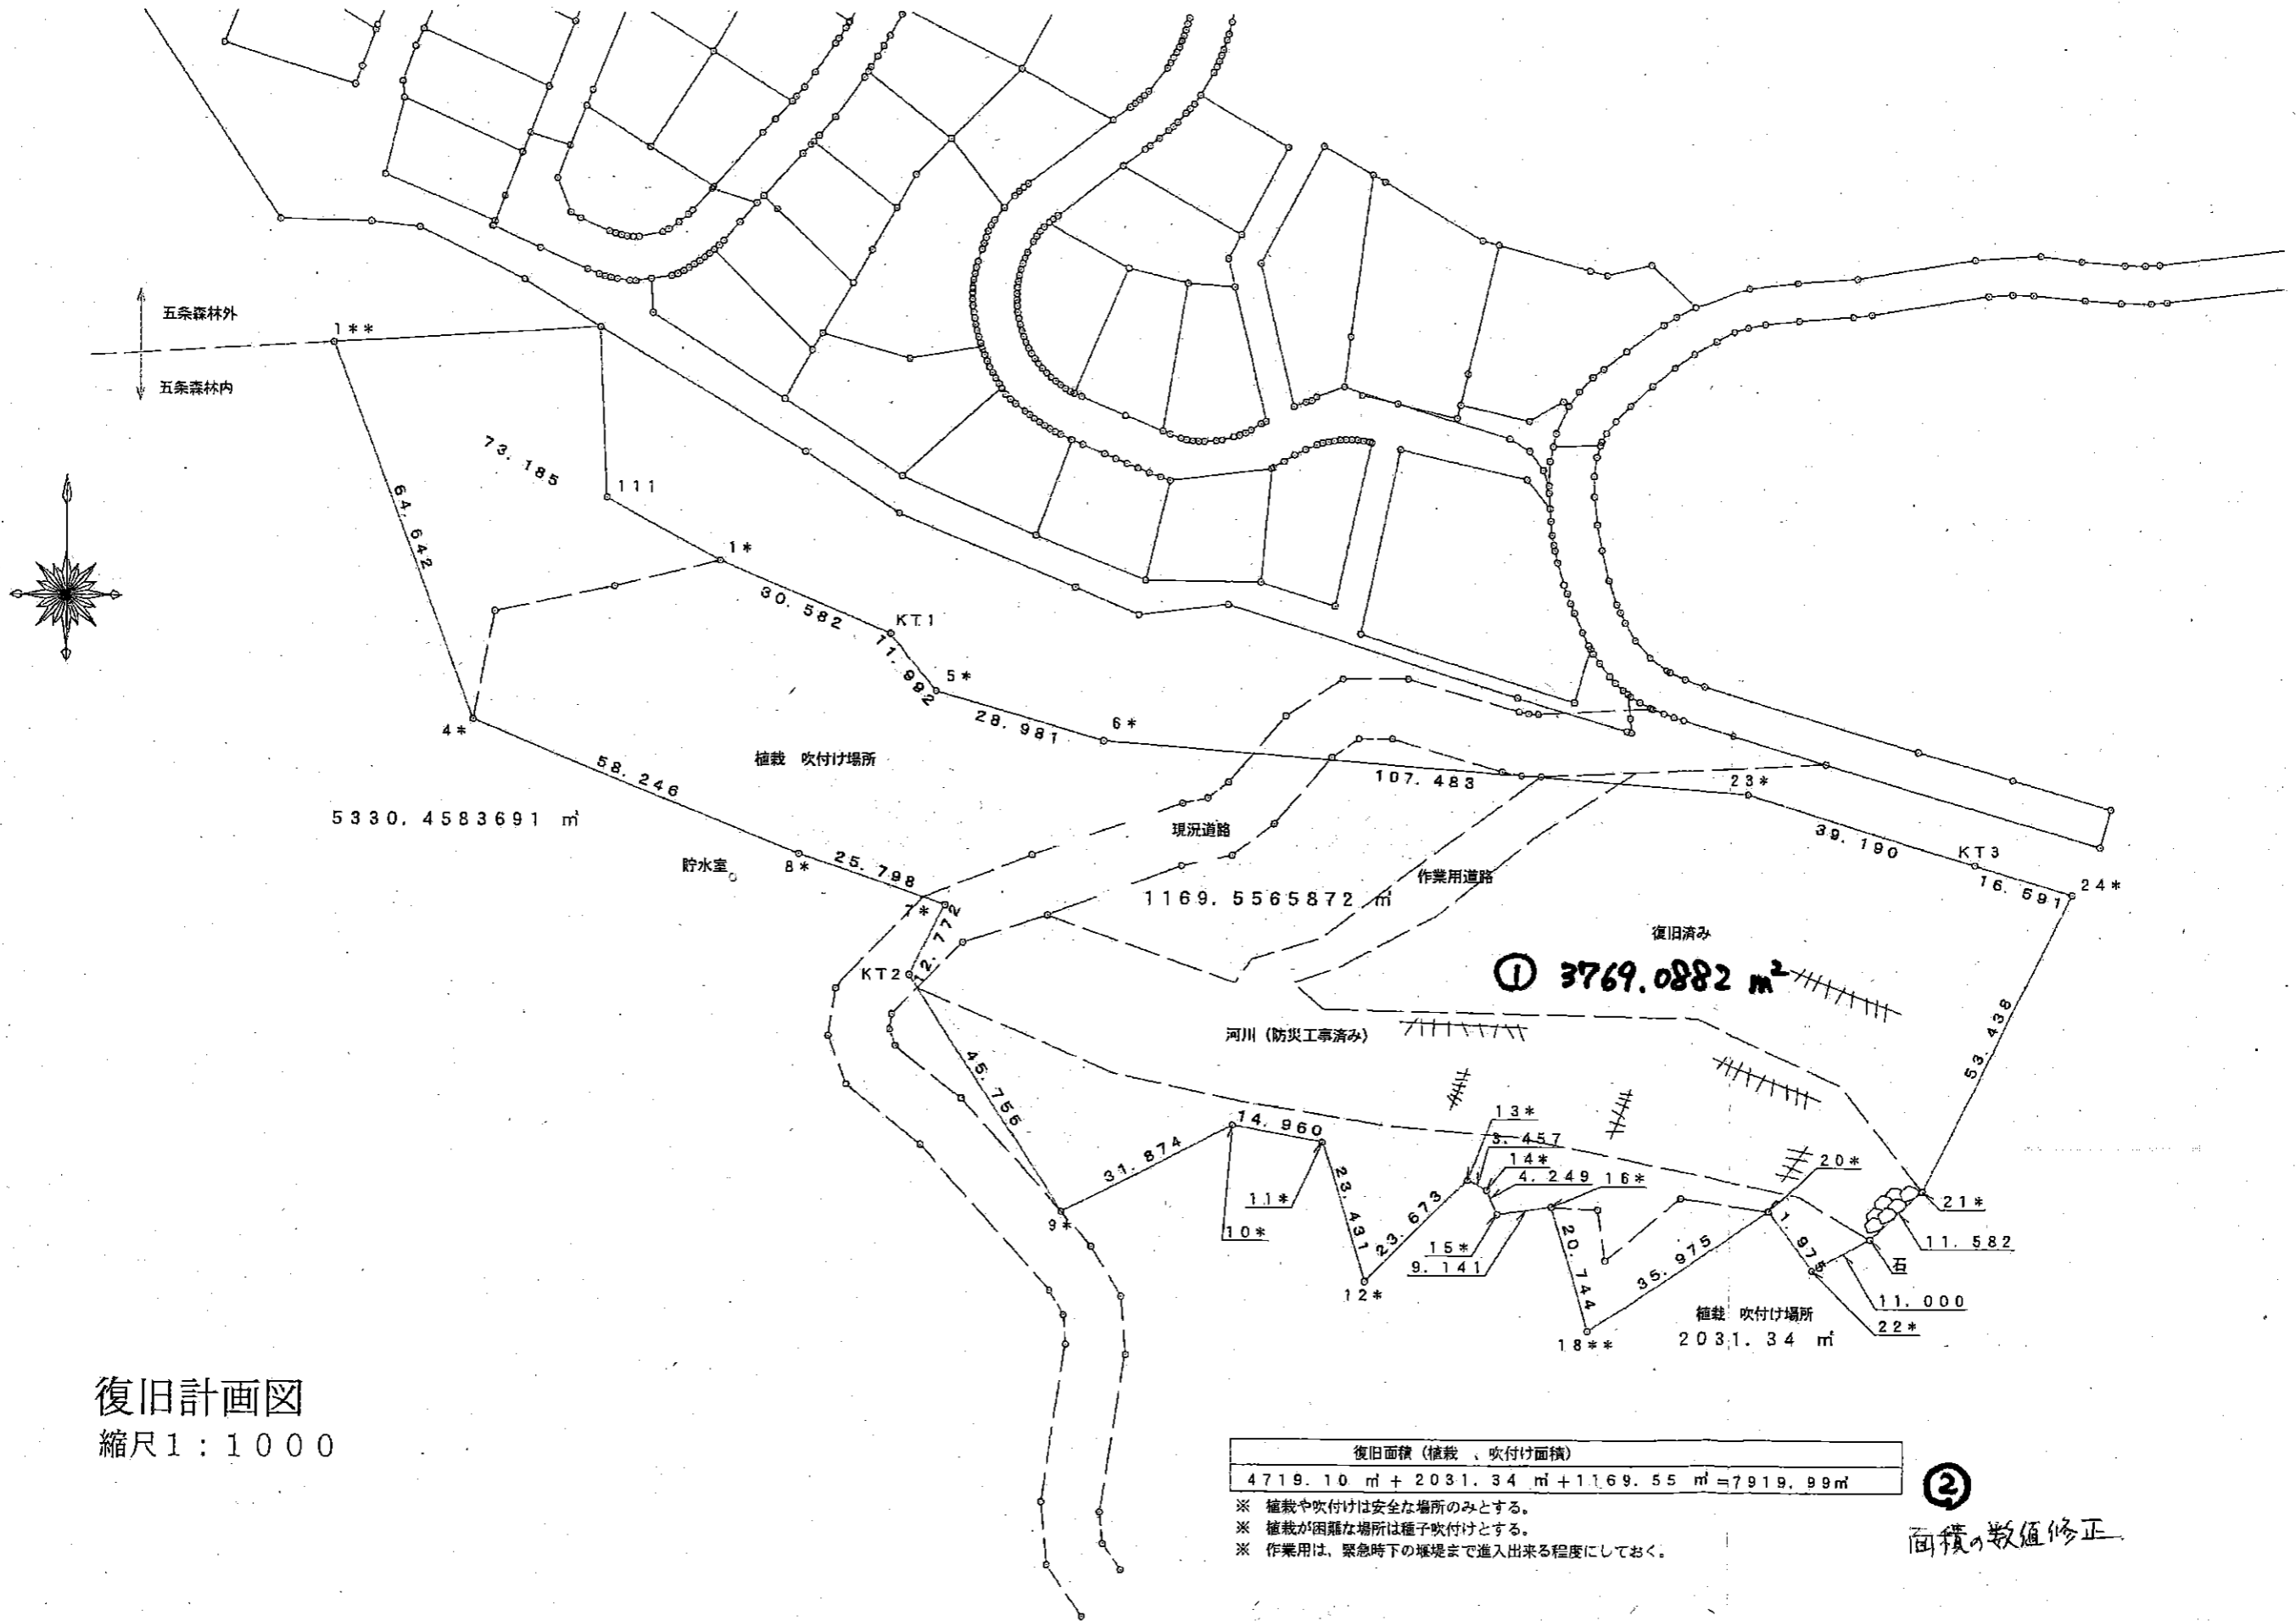 五条森林外
1**
五条森林内
73.185
64.642
111
1*
30.582
KT1
11.992
5*
28.981
6*
4*
植栽 吹付け場所
58.246
107.483
23*
5330.4583691 ㎡
現況道路
39.190
KT3
貯水室
8*
25.798
作業用道路
16.591
24*
1169.5565872 ㎡
7*
12.772
復旧済み
KT2
① 3769.0882 m²
河川（防災工事済み）
53.438
45.755
13*
14.960
3.457
31.874
14*
20*
4.249
16*
11*
23.431
23.673
21*
9*
10*
15*
20.744
1.975
11.582
9.141
35.975
石
12*
11.000
植栽 吹付け場所
22*
18**
2031.34 ㎡
復旧計画図
縮尺1：1000
復旧面積（植栽 、吹付け面積）
4719.10 ㎡ + 2031.34 ㎡ +1169.55 ㎡ =7919.99㎡
②
※ 植栽や吹付けは安全な場所のみとする。
※ 植栽が困難な場所は種子吹付けとする。
※ 作業用は、緊急時下の堰堤まで進入出来る程度にしておく。
面積の数値修正